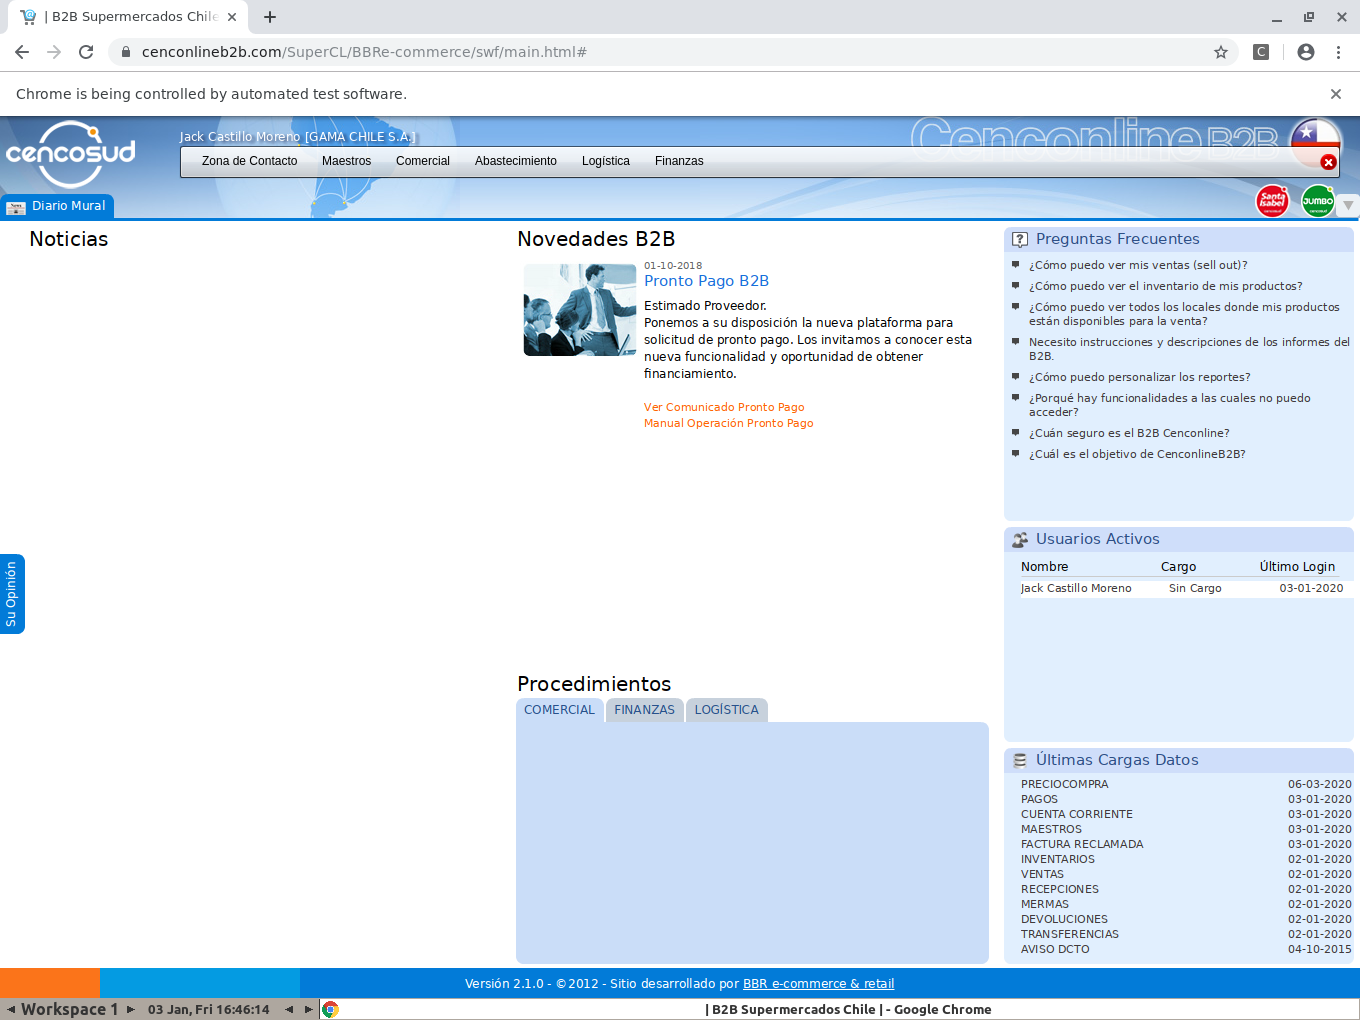 | B2B Supermercados Chile
cenconlineb2b.com/SuperCL/BBRe-commerce/swf/main.html#
Chrome is being controlled by automated test software.
cencosud
Jack Castillo Moreno [GAMA CHILE S.A.]
Cenconline B2B
Zona de Contacto
Maestros
Comercial
Abastecimiento
Logística
Finanzas
Diario Mural
Santa Isabel
cencosud
JUMBO
cencosud
Noticias
Novedades B2B
01-10-2018
Pronto Pago B2B
Estimado Proveedor.
Ponemos a su disposición la nueva plataforma para
solicitud de pronto pago. Los invitamos a conocer esta
nueva funcionalidad y oportunidad de obtener
financiamiento.
Ver Comunicado Pronto Pago
Manual Operación Pronto Pago
Su Opinión
Procedimientos
COMERCIAL
FINANZAS
LOGÍSTICA
Preguntas Frecuentes
¿Cómo puedo ver mis ventas (sell out)?
¿Cómo puedo ver el inventario de mis productos?
¿Cómo puedo ver todos los locales donde mis productos
están disponibles para la venta?
Necesito instrucciones y descripciones de los informes del
B2B.
¿Cómo puedo personalizar los reportes?
¿Porqué hay funcionalidades a las cuales no puedo
acceder?
¿Cuán seguro es el B2B Cenconline?
¿Cuál es el objetivo de CenconlineB2B?
Usuarios Activos
Nombre Cargo Último Login
Jack Castillo Moreno Sin Cargo 03-01-2020
Últimas Cargas Datos
PRECIOCOMPRA 06-03-2020
PAGOS 03-01-2020
CUENTA CORRIENTE 03-01-2020
MAESTROS 03-01-2020
FACTURA RECLAMADA 03-01-2020
INVENTARIOS 02-01-2020
VENTAS 02-01-2020
RECEPCIONES 02-01-2020
MERMAS 02-01-2020
DEVOLUCIONES 02-01-2020
TRANSFERENCIAS 02-01-2020
AVISO DCTO 04-10-2015
Versión 2.1.0 - © 2012 - Sitio desarrollado por BBR e-commerce & retail
Workspace 1
03 Jan, Fri 16:46:14
| B2B Supermercados Chile | - Google Chrome